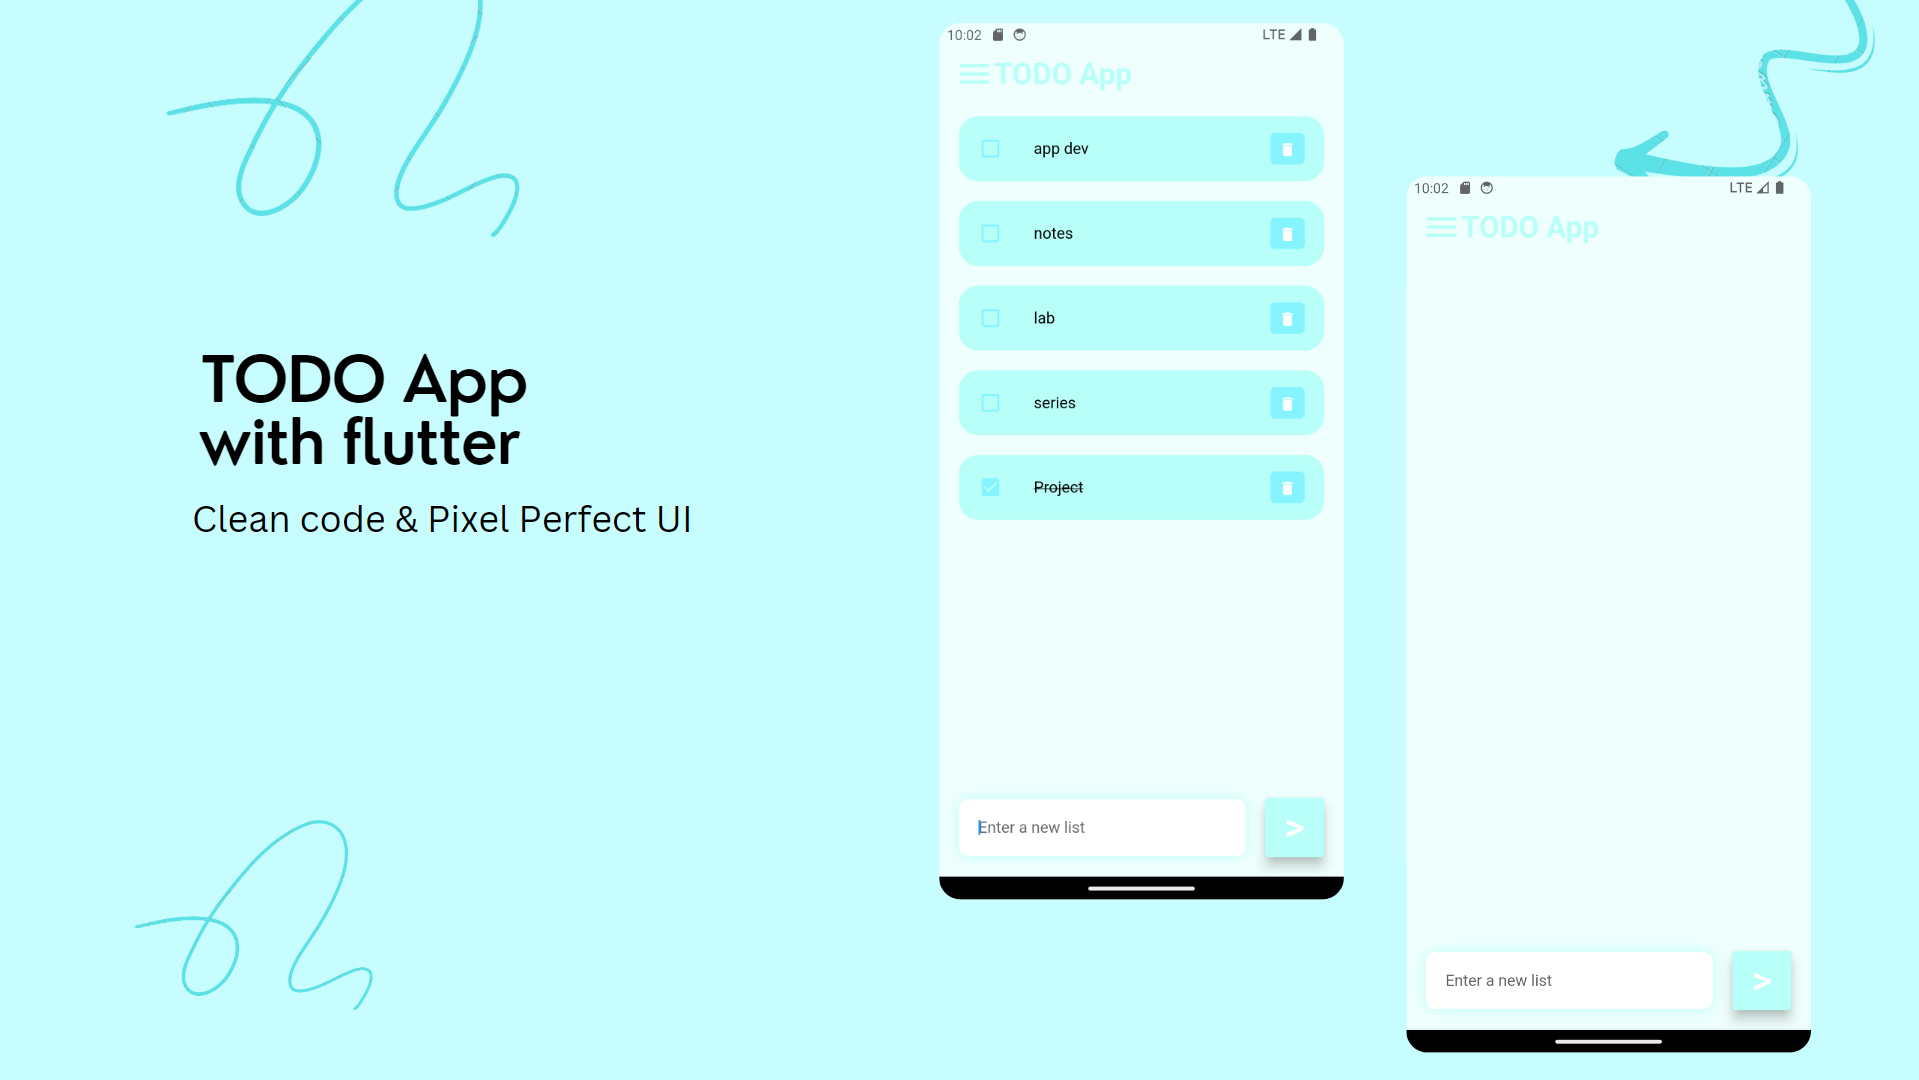 TODO App
with flutter
Clean code & Pixel Perfect UI
10:02 LTE
TODO App
app dev
notes
lab
series
Project
Enter a new list
>
10:02 LTE
TODO App
Enter a new list
>